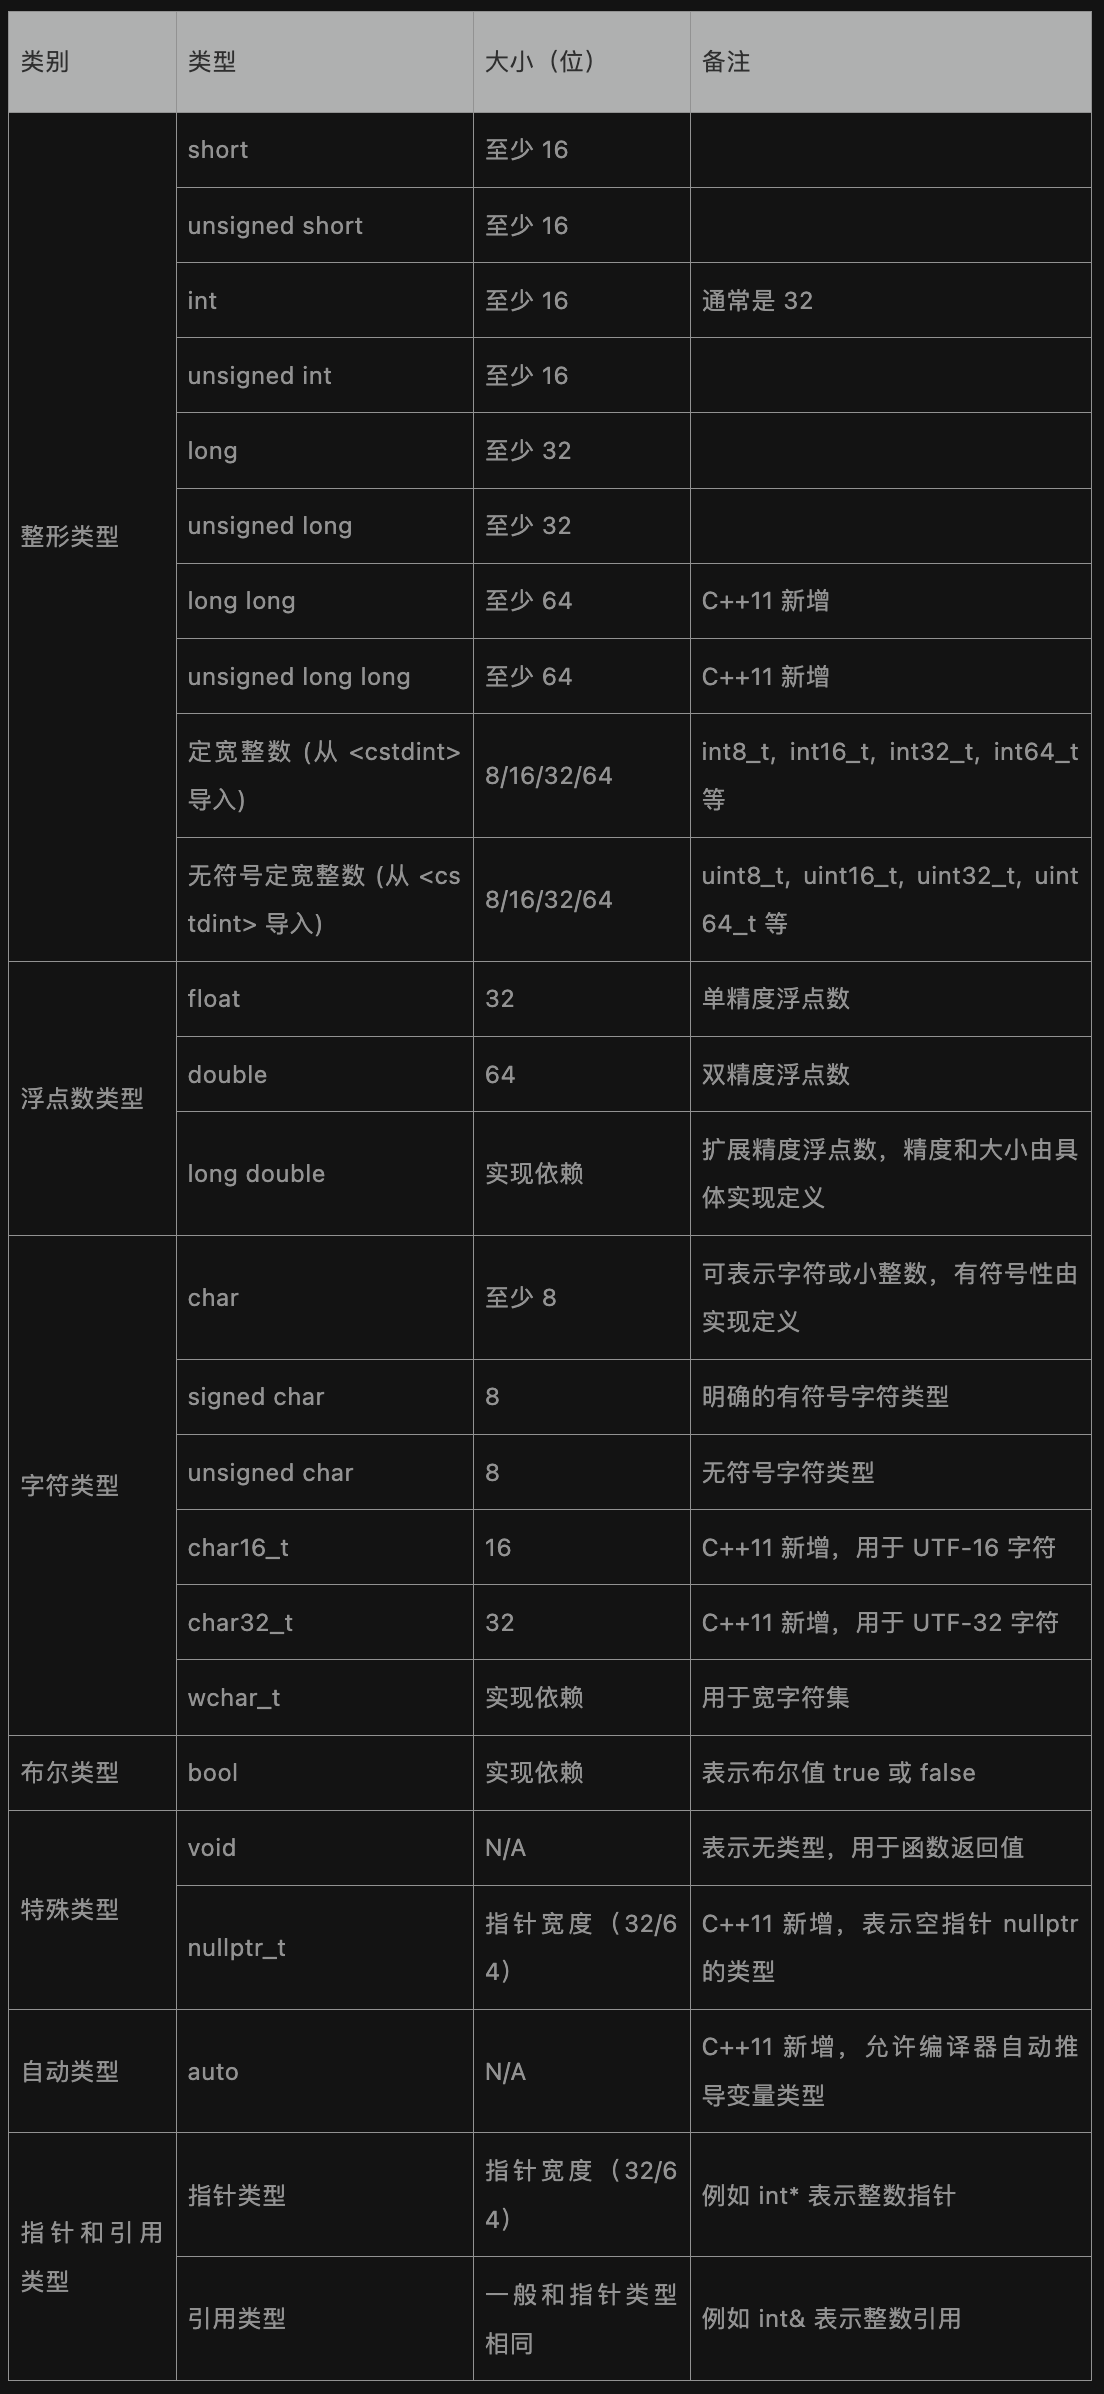 类别 类型 大小（位） 备注
整形类型
short 至少 16
unsigned short 至少 16
int 至少 16 通常是 32
unsigned int 至少 16
long 至少 32
unsigned long 至少 32
long long 至少 64 C++11 新增
unsigned long long 至少 64 C++11 新增
定宽整数 (从 <cstdint>
导入)
8/16/32/64
int8_t, int16_t, int32_t, int64_t
等
无符号定宽整数 (从 <cs
tdint> 导入)
8/16/32/64
uint8_t, uint16_t, uint32_t, uint
64_t 等
浮点数类型
float 32 单精度浮点数
double 64 双精度浮点数
long double 实现依赖
扩展精度浮点数，精度和大小由具
体实现定义
字符类型
char 至少 8
可表示字符或小整数，有符号性由
实现定义
signed char 8 明确的有符号字符类型
unsigned char 8 无符号字符类型
char16_t 16 C++11 新增，用于 UTF-16 字符
char32_t 32 C++11 新增，用于 UTF-32 字符
wchar_t 实现依赖 用于宽字符集
布尔类型 bool 实现依赖 表示布尔值 true 或 false
特殊类型
void N/A 表示无类型，用于函数返回值
nullptr_t
指针宽度（32/6
4）
C++11 新增，表示空指针 nullptr
的类型
自动类型 auto N/A
C++11 新增，允许编译器自动推
导变量类型
指针和引用
类型
指针类型
指针宽度（32/6
4）
例如 int* 表示整数指针
引用类型
一般和指针类型
相同
例如 int& 表示整数引用